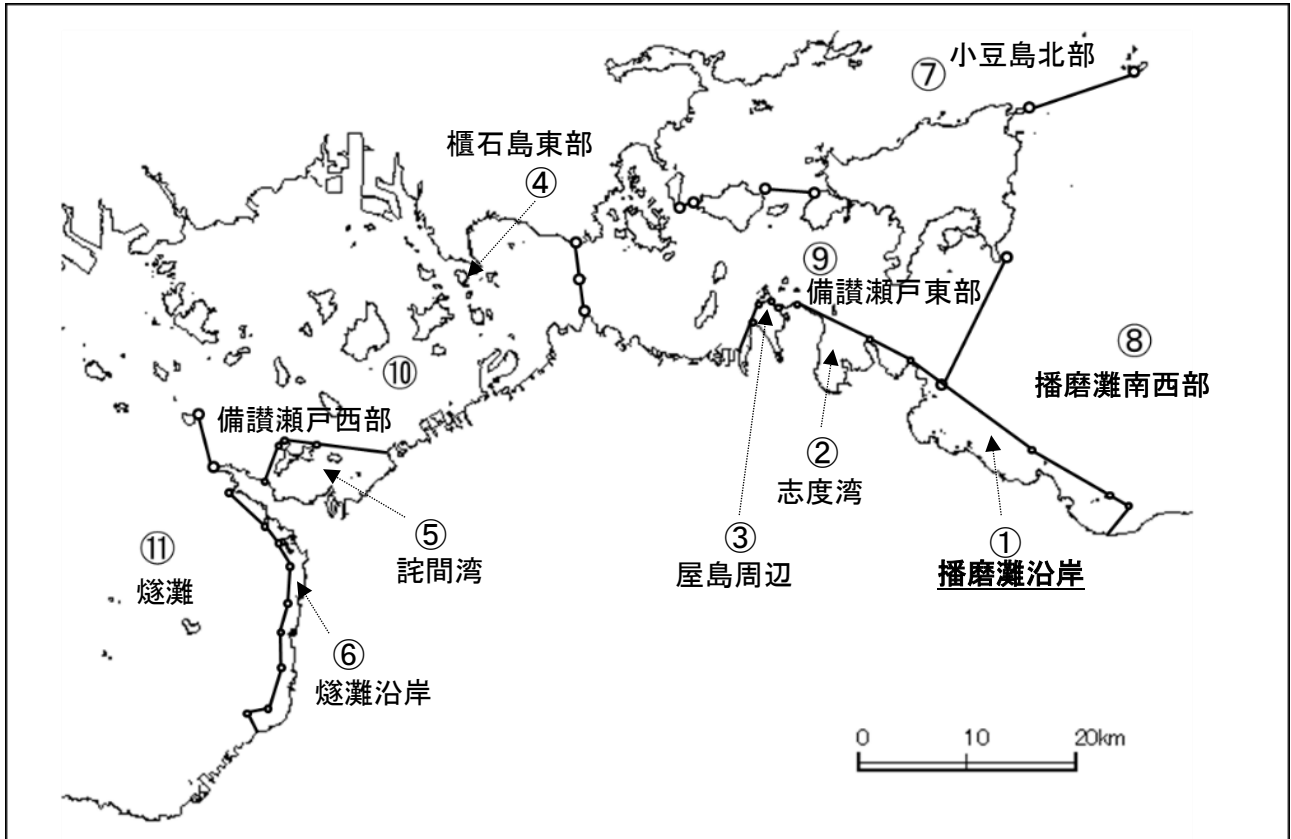 ⑦
小豆島北部
櫃石島東部
④
⑨
備讃瀬戸東部
⑧
播磨灘南西部
⑩
備讃瀬戸西部
②
志度湾
③
屋島周辺
①
播磨灘沿岸
⑤
詫間湾
⑪
燧灘
⑥
燧灘沿岸
0 10 20km